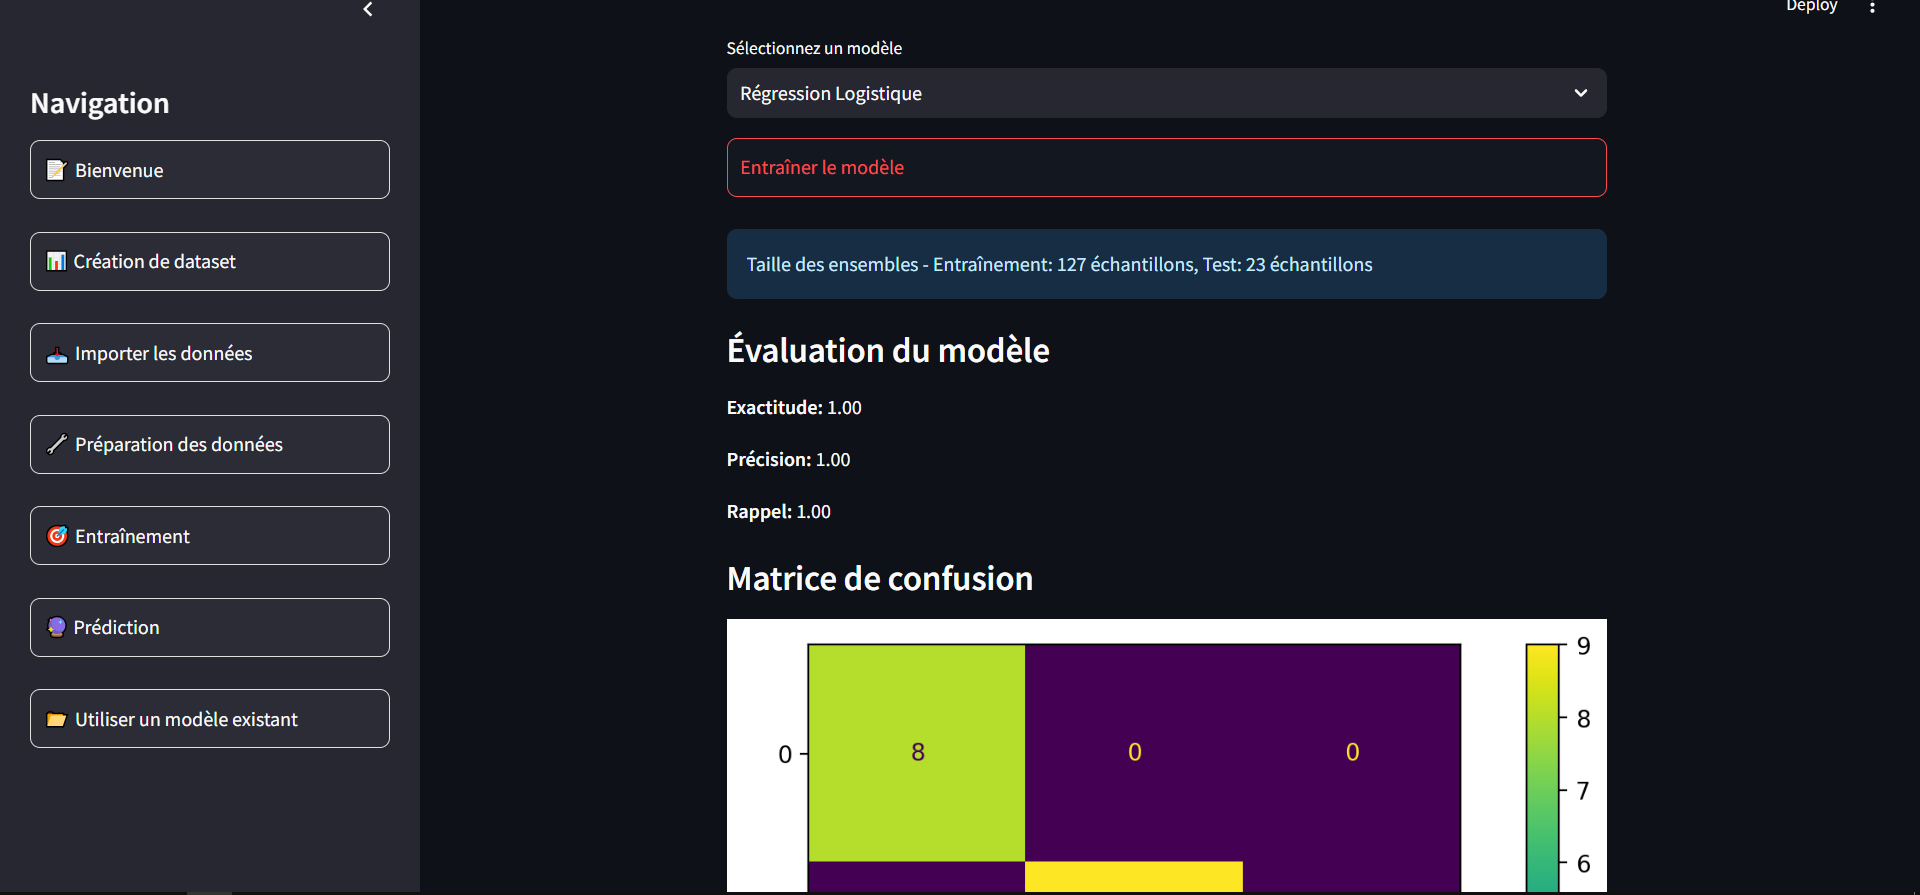 Deploy
Navigation
Bienvenue
Création de dataset
Importer les données
Préparation des données
Entraînement
Prédiction
Utiliser un modèle existant
Sélectionnez un modèle
Régression Logistique
Entraîner le modèle
Taille des ensembles - Entraînement: 127 échantillons, Test: 23 échantillons
Évaluation du modèle
Exactitude: 1.00
Précision: 1.00
Rappel: 1.00
Matrice de confusion
0 8 0 0
9
8
7
6